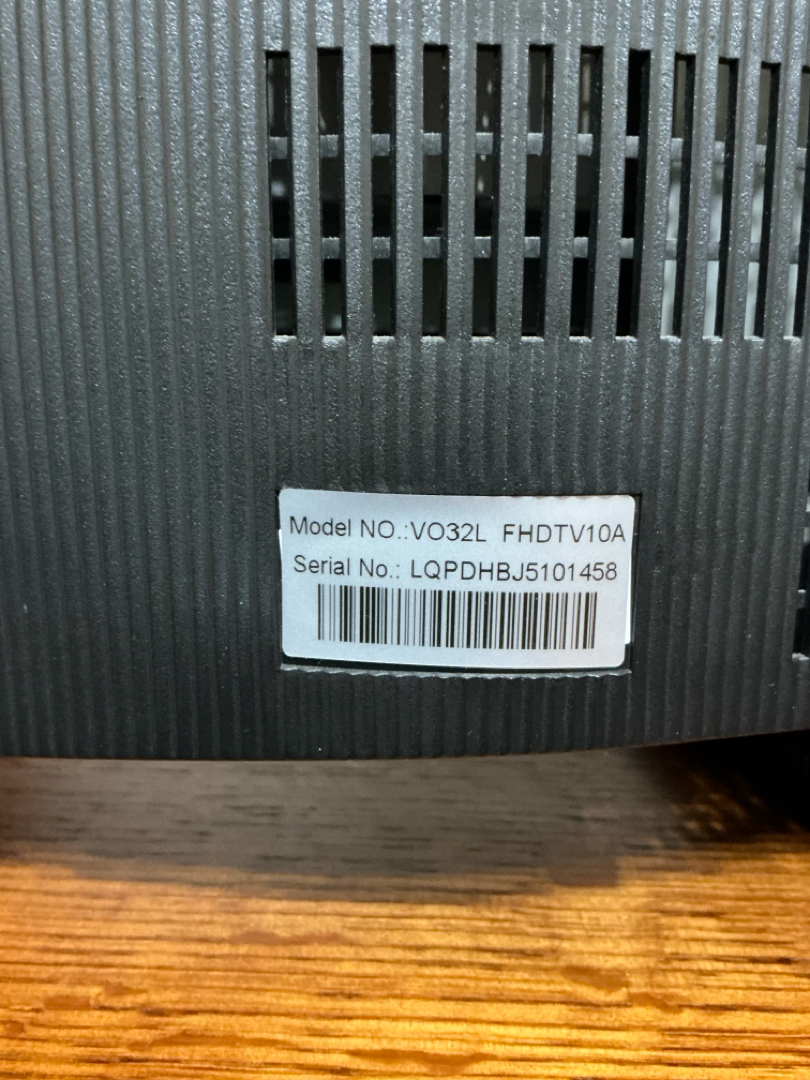 Model NO.:VO32L FHDTV10A
Serial No.: LQPDHBJ5101458